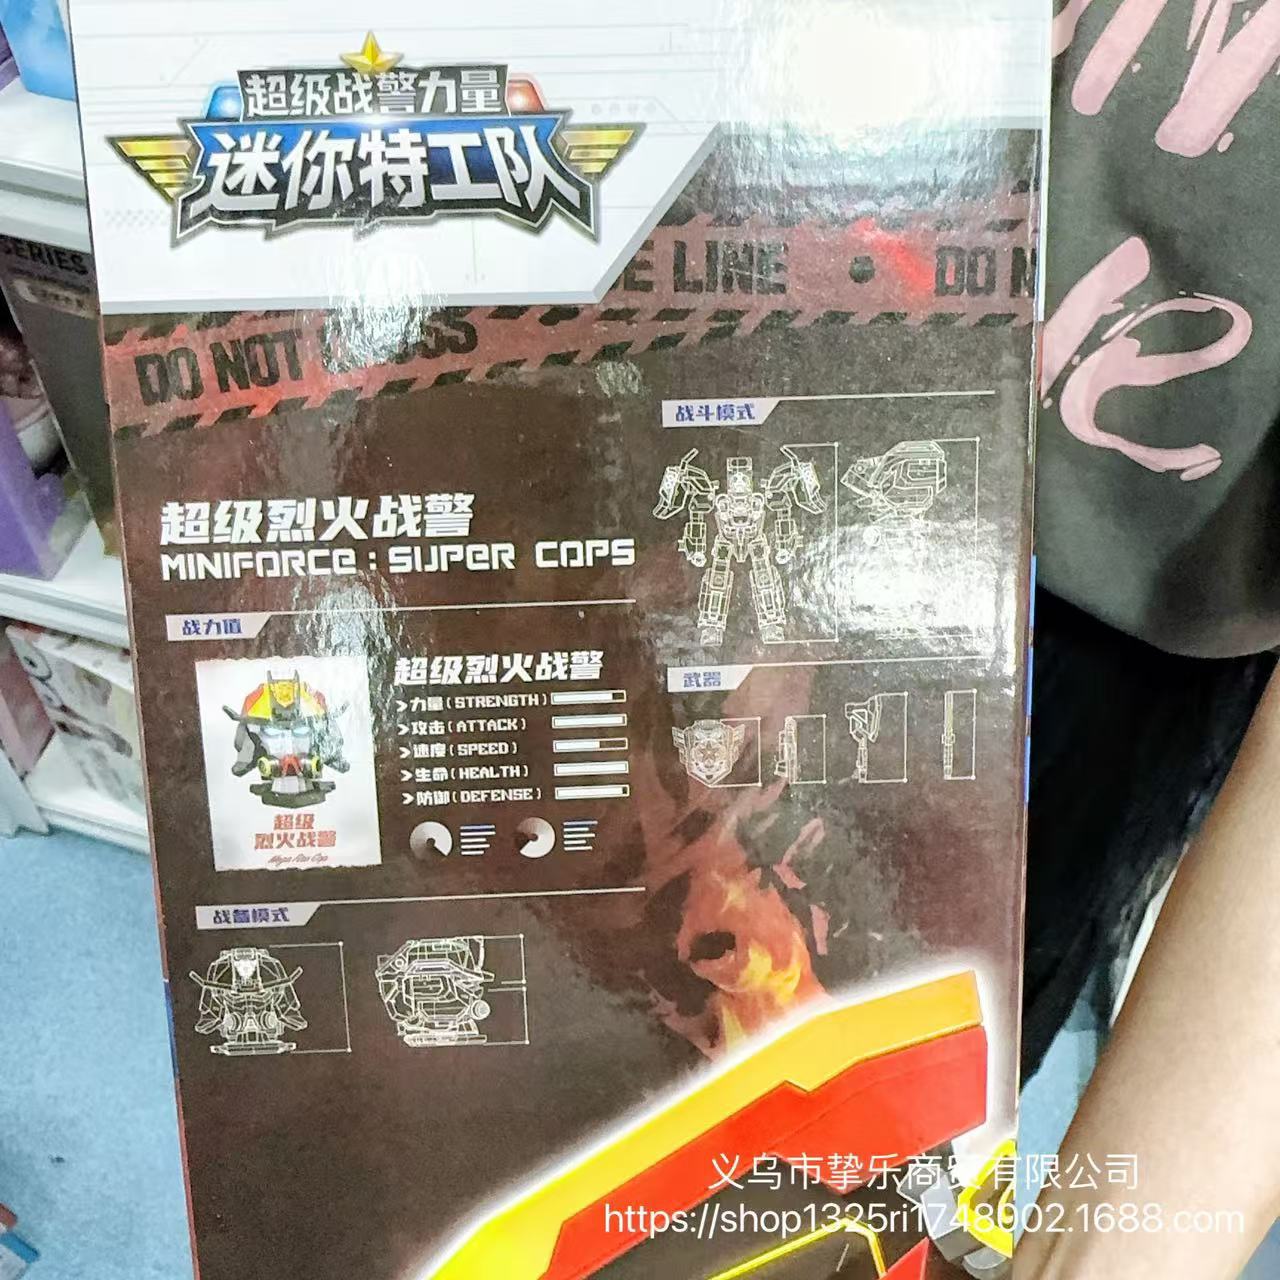 超级战警力量
迷你特工队
SERIES
E LINE
DO N
DO NOT
超级烈火战警
MINIFORCE : SUPER COPS
战斗模式
战力值
超级烈火战警
力量(STRENGTH)
攻击(ATTACK)
速度(SPEED)
生命(HEALTH)
防御(DEFENSE)
超级
烈火战警
武器
战备模式
义乌市挚乐商贸有限公司
https://shop1325ri1748902.1688.com